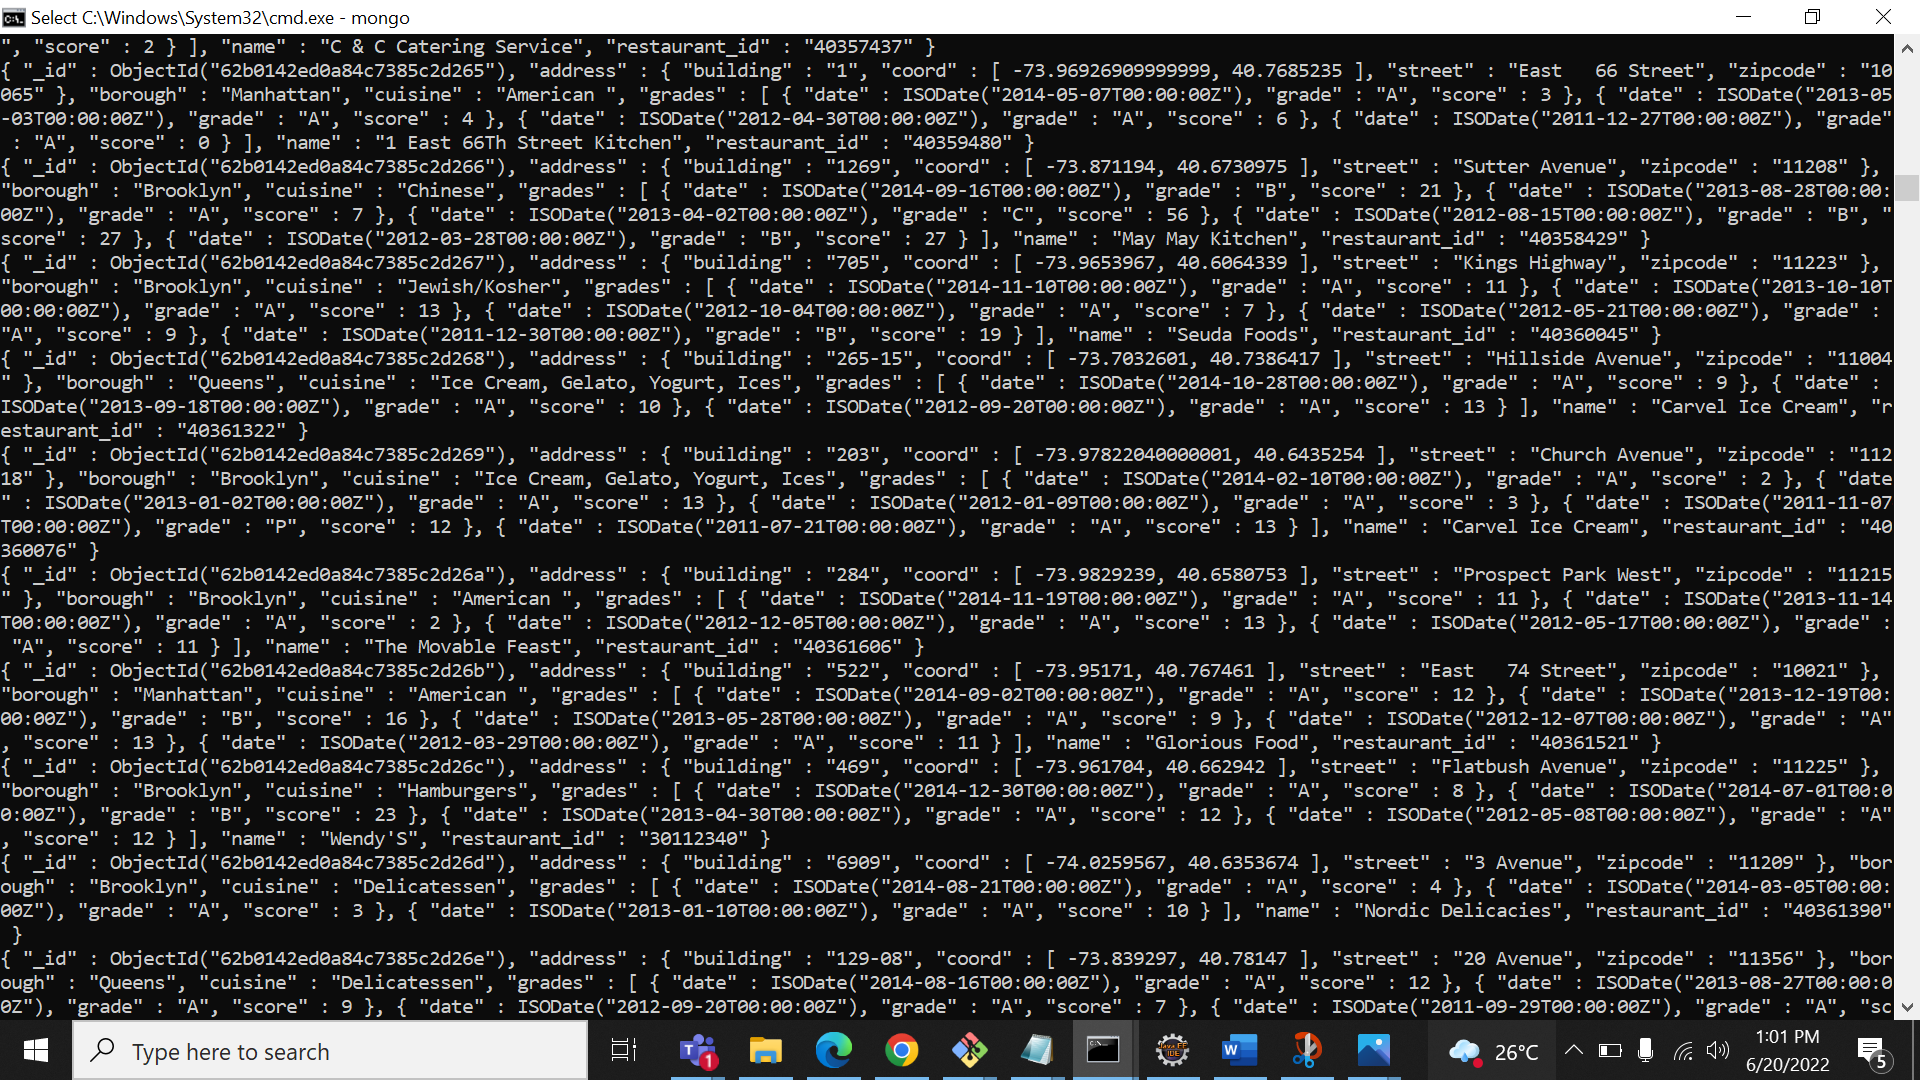 Select C:\Windows\System32\cmd.exe - mongo
", "score" : 2 } ], "name" : "C & C Catering Service", "restaurant_id" : "40357437" }
{ "_id" : ObjectId("62b0142ed0a84c7385c2d265"), "address" : { "building" : "1", "coord" : [ -73.96926909999999, 40.7685235 ], "street" : "East   66 Street", "zipcode" : "10
065" }, "borough" : "Manhattan", "cuisine" : "American ", "grades" : [ { "date" : ISODate("2014-05-07T00:00:00Z"), "grade" : "A", "score" : 3 }, { "date" : ISODate("2013-05
-03T00:00:00Z"), "grade" : "A", "score" : 4 }, { "date" : ISODate("2012-04-30T00:00:00Z"), "grade" : "A", "score" : 6 }, { "date" : ISODate("2011-12-27T00:00:00Z"), "grade"
 : "A", "score" : 0 } ], "name" : "1 East 66Th Street Kitchen", "restaurant_id" : "40359480" }
{ "_id" : ObjectId("62b0142ed0a84c7385c2d266"), "address" : { "building" : "1269", "coord" : [ -73.871194, 40.6730975 ], "street" : "Sutter Avenue", "zipcode" : "11208" },
"borough" : "Brooklyn", "cuisine" : "Chinese", "grades" : [ { "date" : ISODate("2014-09-16T00:00:00Z"), "grade" : "B", "score" : 21 }, { "date" : ISODate("2013-08-28T00:00:
00Z"), "grade" : "A", "score" : 7 }, { "date" : ISODate("2013-04-02T00:00:00Z"), "grade" : "C", "score" : 56 }, { "date" : ISODate("2012-08-15T00:00:00Z"), "grade" : "B", "
score" : 27 }, { "date" : ISODate("2012-03-28T00:00:00Z"), "grade" : "B", "score" : 27 } ], "name" : "May May Kitchen", "restaurant_id" : "40358429" }
{ "_id" : ObjectId("62b0142ed0a84c7385c2d267"), "address" : { "building" : "705", "coord" : [ -73.9653967, 40.6064339 ], "street" : "Kings Highway", "zipcode" : "11223" },
"borough" : "Brooklyn", "cuisine" : "Jewish/Kosher", "grades" : [ { "date" : ISODate("2014-11-10T00:00:00Z"), "grade" : "A", "score" : 11 }, { "date" : ISODate("2013-10-10T
00:00:00Z"), "grade" : "A", "score" : 13 }, { "date" : ISODate("2012-10-04T00:00:00Z"), "grade" : "A", "score" : 7 }, { "date" : ISODate("2012-05-21T00:00:00Z"), "grade" :
"A", "score" : 9 }, { "date" : ISODate("2011-12-30T00:00:00Z"), "grade" : "B", "score" : 19 } ], "name" : "Seuda Foods", "restaurant_id" : "40360045" }
{ "_id" : ObjectId("62b0142ed0a84c7385c2d268"), "address" : { "building" : "265-15", "coord" : [ -73.7032601, 40.7386417 ], "street" : "Hillside Avenue", "zipcode" : "11004
" }, "borough" : "Queens", "cuisine" : "Ice Cream, Gelato, Yogurt, Ices", "grades" : [ { "date" : ISODate("2014-10-28T00:00:00Z"), "grade" : "A", "score" : 9 }, { "date" :
ISODate("2013-09-18T00:00:00Z"), "grade" : "A", "score" : 10 }, { "date" : ISODate("2012-09-20T00:00:00Z"), "grade" : "A", "score" : 13 } ], "name" : "Carvel Ice Cream", "r
estaurant_id" : "40361322" }
{ "_id" : ObjectId("62b0142ed0a84c7385c2d269"), "address" : { "building" : "203", "coord" : [ -73.97822040000001, 40.6435254 ], "street" : "Church Avenue", "zipcode" : "112
18" }, "borough" : "Brooklyn", "cuisine" : "Ice Cream, Gelato, Yogurt, Ices", "grades" : [ { "date" : ISODate("2014-02-10T00:00:00Z"), "grade" : "A", "score" : 2 }, { "date
" : ISODate("2013-01-02T00:00:00Z"), "grade" : "A", "score" : 13 }, { "date" : ISODate("2012-01-09T00:00:00Z"), "grade" : "A", "score" : 3 }, { "date" : ISODate("2011-11-07
T00:00:00Z"), "grade" : "P", "score" : 12 }, { "date" : ISODate("2011-07-21T00:00:00Z"), "grade" : "A", "score" : 13 } ], "name" : "Carvel Ice Cream", "restaurant_id" : "40
360076" }
{ "_id" : ObjectId("62b0142ed0a84c7385c2d26a"), "address" : { "building" : "284", "coord" : [ -73.9829239, 40.6580753 ], "street" : "Prospect Park West", "zipcode" : "11215
" }, "borough" : "Brooklyn", "cuisine" : "American ", "grades" : [ { "date" : ISODate("2014-11-19T00:00:00Z"), "grade" : "A", "score" : 11 }, { "date" : ISODate("2013-11-14
T00:00:00Z"), "grade" : "A", "score" : 2 }, { "date" : ISODate("2012-12-05T00:00:00Z"), "grade" : "A", "score" : 13 }, { "date" : ISODate("2012-05-17T00:00:00Z"), "grade" :
 "A", "score" : 11 } ], "name" : "The Movable Feast", "restaurant_id" : "40361606" }
{ "_id" : ObjectId("62b0142ed0a84c7385c2d26b"), "address" : { "building" : "522", "coord" : [ -73.95171, 40.767461 ], "street" : "East   74 Street", "zipcode" : "10021" },
"borough" : "Manhattan", "cuisine" : "American ", "grades" : [ { "date" : ISODate("2014-09-02T00:00:00Z"), "grade" : "A", "score" : 12 }, { "date" : ISODate("2013-12-19T00:
00:00Z"), "grade" : "B", "score" : 16 }, { "date" : ISODate("2013-05-28T00:00:00Z"), "grade" : "A", "score" : 9 }, { "date" : ISODate("2012-12-07T00:00:00Z"), "grade" : "A"
, "score" : 13 }, { "date" : ISODate("2012-03-29T00:00:00Z"), "grade" : "A", "score" : 11 } ], "name" : "Glorious Food", "restaurant_id" : "40361521" }
{ "_id" : ObjectId("62b0142ed0a84c7385c2d26c"), "address" : { "building" : "469", "coord" : [ -73.961704, 40.662942 ], "street" : "Flatbush Avenue", "zipcode" : "11225" },
"borough" : "Brooklyn", "cuisine" : "Hamburgers", "grades" : [ { "date" : ISODate("2014-12-30T00:00:00Z"), "grade" : "A", "score" : 8 }, { "date" : ISODate("2014-07-01T00:0
0:00Z"), "grade" : "B", "score" : 23 }, { "date" : ISODate("2013-04-30T00:00:00Z"), "grade" : "A", "score" : 12 }, { "date" : ISODate("2012-05-08T00:00:00Z"), "grade" : "A"
, "score" : 12 } ], "name" : "Wendy'S", "restaurant_id" : "30112340" }
{ "_id" : ObjectId("62b0142ed0a84c7385c2d26d"), "address" : { "building" : "6909", "coord" : [ -74.0259567, 40.6353674 ], "street" : "3 Avenue", "zipcode" : "11209" }, "bor
ough" : "Brooklyn", "cuisine" : "Delicatessen", "grades" : [ { "date" : ISODate("2014-08-21T00:00:00Z"), "grade" : "A", "score" : 4 }, { "date" : ISODate("2014-03-05T00:00:
00Z"), "grade" : "A", "score" : 3 }, { "date" : ISODate("2013-01-10T00:00:00Z"), "grade" : "A", "score" : 10 } ], "name" : "Nordic Delicacies", "restaurant_id" : "40361390"
 }
{ "_id" : ObjectId("62b0142ed0a84c7385c2d26e"), "address" : { "building" : "129-08", "coord" : [ -73.839297, 40.78147 ], "street" : "20 Avenue", "zipcode" : "11356" }, "bor
ough" : "Queens", "cuisine" : "Delicatessen", "grades" : [ { "date" : ISODate("2014-08-16T00:00:00Z"), "grade" : "A", "score" : 12 }, { "date" : ISODate("2013-08-27T00:00:0
0Z"), "grade" : "A", "score" : 9 }, { "date" : ISODate("2012-09-20T00:00:00Z"), "grade" : "A", "score" : 7 }, { "date" : ISODate("2011-09-29T00:00:00Z"), "grade" : "A", "sc
Type here to search
1
26°C
1:01 PM
6/20/2022
5